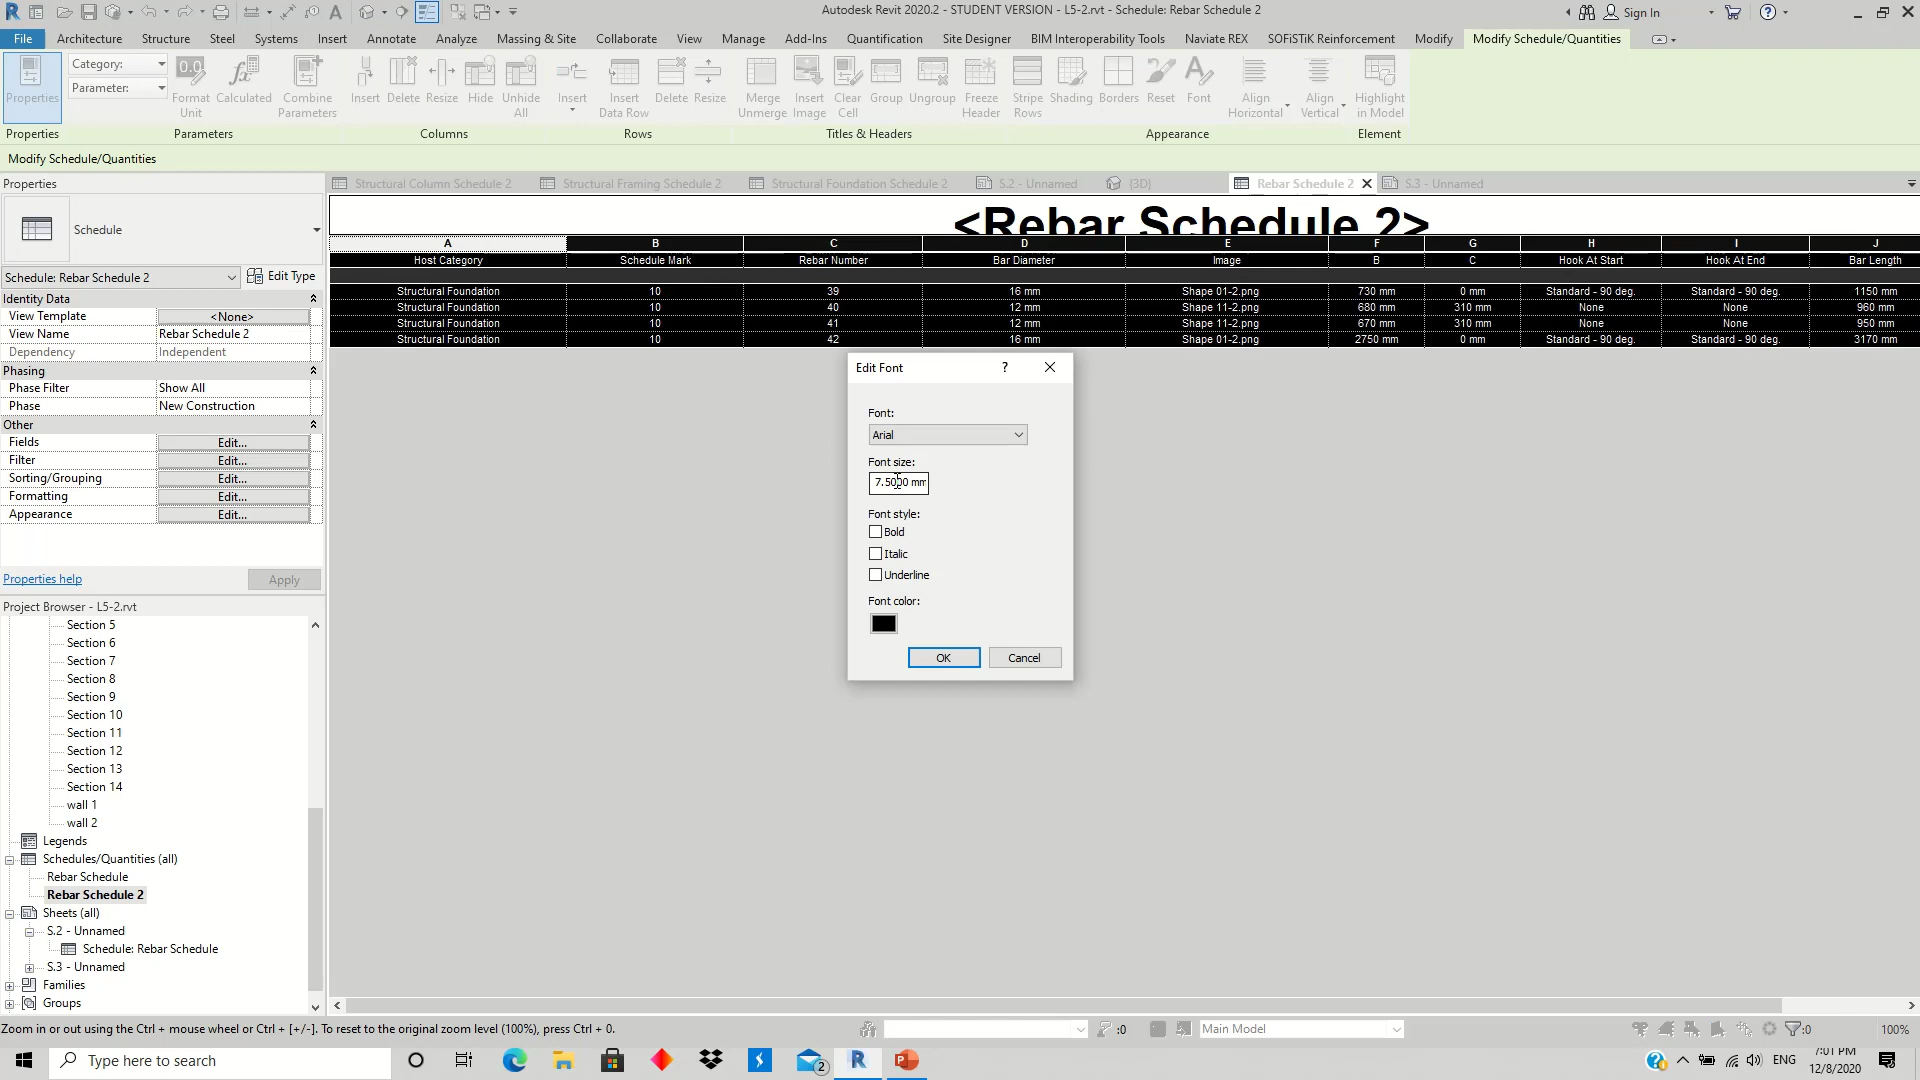 Autodesk Revit 2020.2 - STUDENT VERSION - L5-2.rvt - Schedule: Rebar Schedule 2
Sign In
File Architecture Structure Steel Systems Insert Annotate Analyze Massing & Site Collaborate View Manage Add-Ins Quantification Site Designer BIM Interoperability Tools Naviate REX SOFiSTiK Reinforcement Modify Modify Schedule/Quantities
Category:
Parameter:
Properties
Format Unit
Calculated
Combine Parameters
Insert Delete Resize Hide Unhide All
Insert
Insert Data Row
Delete Resize
Merge Unmerge
Insert Image
Clear Cell
Group Ungroup
Freeze Header
Stripe Rows
Shading Borders Reset Font
Align Horizontal
Align Vertical
Highlight in Model
Properties Parameters Columns Rows Titles & Headers Appearance Element
Modify Schedule/Quantities
Properties
Structural Column Schedule 2 Structural Framing Schedule 2 Structural Foundation Schedule 2 S.2 - Unnamed {3D} Rebar Schedule 2 S.3 - Unnamed
Schedule
Schedule: Rebar Schedule 2 Edit Type
Identity Data
View Template <None>
View Name Rebar Schedule 2
Dependency Independent
Phasing
Phase Filter Show All
Phase New Construction
Other
Fields Edit...
Filter Edit...
Sorting/Grouping Edit...
Formatting Edit...
Appearance Edit...
Properties help Apply
<Rebar Schedule 2>
A B C D E F G H I J
Host Category Schedule Mark Rebar Number Bar Diameter Image B C Hook At Start Hook At End Bar Length
Structural Foundation 10 39 16 mm Shape 01-2.png 730 mm 0 mm Standard - 90 deg. Standard - 90 deg. 1150 mm
Structural Foundation 10 40 12 mm Shape 11-2.png 680 mm 310 mm None None 960 mm
Structural Foundation 10 41 12 mm Shape 11-2.png 670 mm 310 mm None None 950 mm
Structural Foundation 10 42 16 mm Shape 01-2.png 2750 mm 0 mm Standard - 90 deg. Standard - 90 deg. 3170 mm
Edit Font ?
Font:
Arial
Font size:
7.5000 mm
Font style:
Bold
Italic
Underline
Font color:
OK Cancel
Project Browser - L5-2.rvt
Section 5
Section 6
Section 7
Section 8
Section 9
Section 10
Section 11
Section 12
Section 13
Section 14
wall 1
wall 2
Legends
Schedules/Quantities (all)
Rebar Schedule
Rebar Schedule 2
Sheets (all)
S.2 - Unnamed
Schedule: Rebar Schedule
S.3 - Unnamed
Families
Groups
Zoom in or out using the Ctrl + mouse wheel or Ctrl + [+/-]. To reset the original zoom level (100%), press Ctrl + 0.
:0
Main Model
:0
100%
Type here to search
2
ENG
7:01 PM
12/8/2020